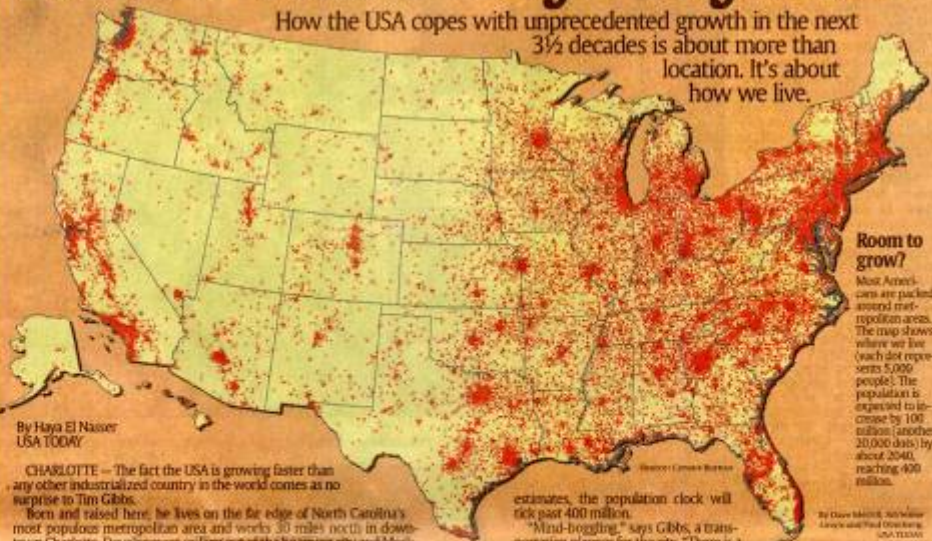 How the USA copes with unprecedented growth in the next
3½ decades is about more than
location. It's about
how we live.
Room to
grow?
Most Ameri-
cans are packed
around met-
ropolitan areas.
The map shows
where we live
(each dot repre-
sents 5,000
people). The
population is
expected to in-
crease by 100
million (another
20,000 dots) by
about 2040,
reaching 400
million.
By Haya El Nasser
USA TODAY
CHARLOTTE — The fact the USA is growing faster than
any other industrialized country in the world comes as no
surprise to Tim Gibbs.
Born and raised here, he lives on the far edge of North Carolina's
most populous metropolitan area and works 30 miles north in down-
Source: Census Bureau
estimates, the population clock will
tick past 400 million.
"Mind-boggling," says Gibbs, a trans-
USA TODAY